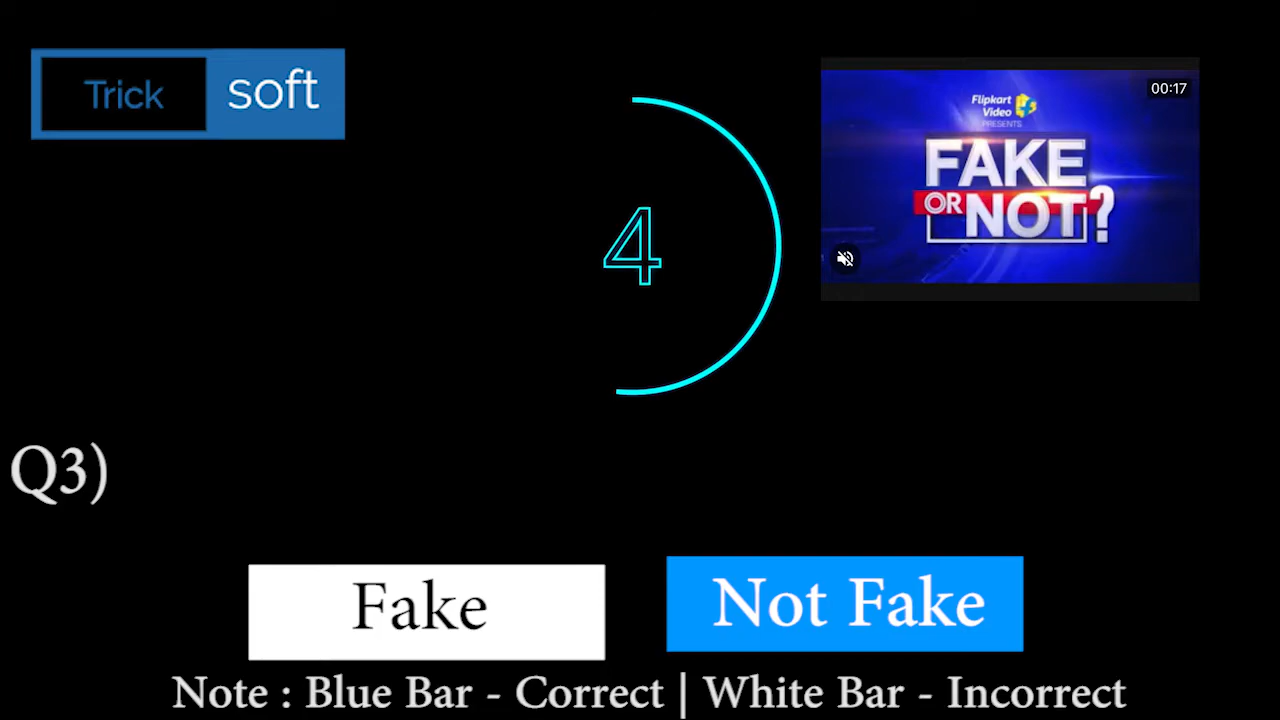 Trick soft
4
00:17
Flipkart
Video
PRESENTS
FAKE
OR NOT?
Q3)
Fake
Not Fake
Note : Blue Bar - Correct | White Bar - Incorrect